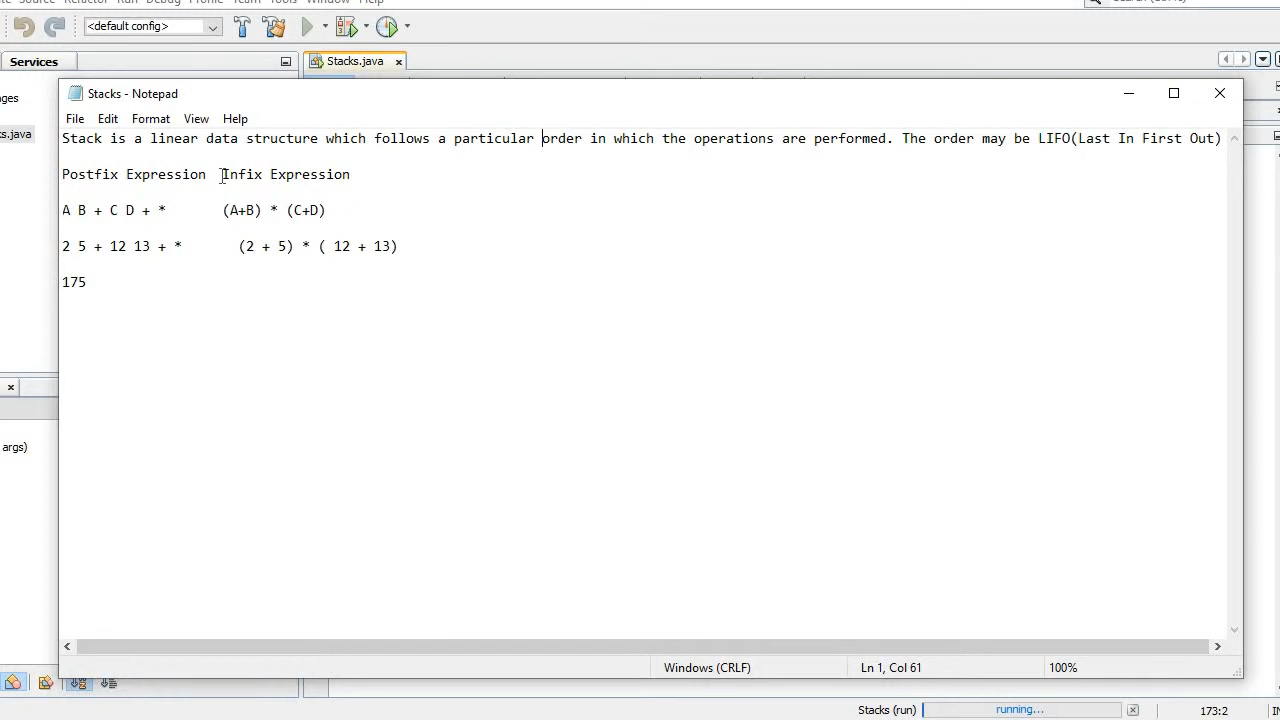 <default config>
Services
Stacks.java
Stacks - Notepad
File Edit Format View Help
Stack is a linear data structure which follows a particular order in which the operations are performed. The order may be LIFO(Last In First Out)
Postfix Expression Infix Expression
A B + C D + * (A+B) * (C+D)
2 5 + 12 13 + * (2 + 5) * ( 12 + 13)
175
args)
Windows (CRLF) Ln 1, Col 61 100%
Stacks (run) running... 173:2